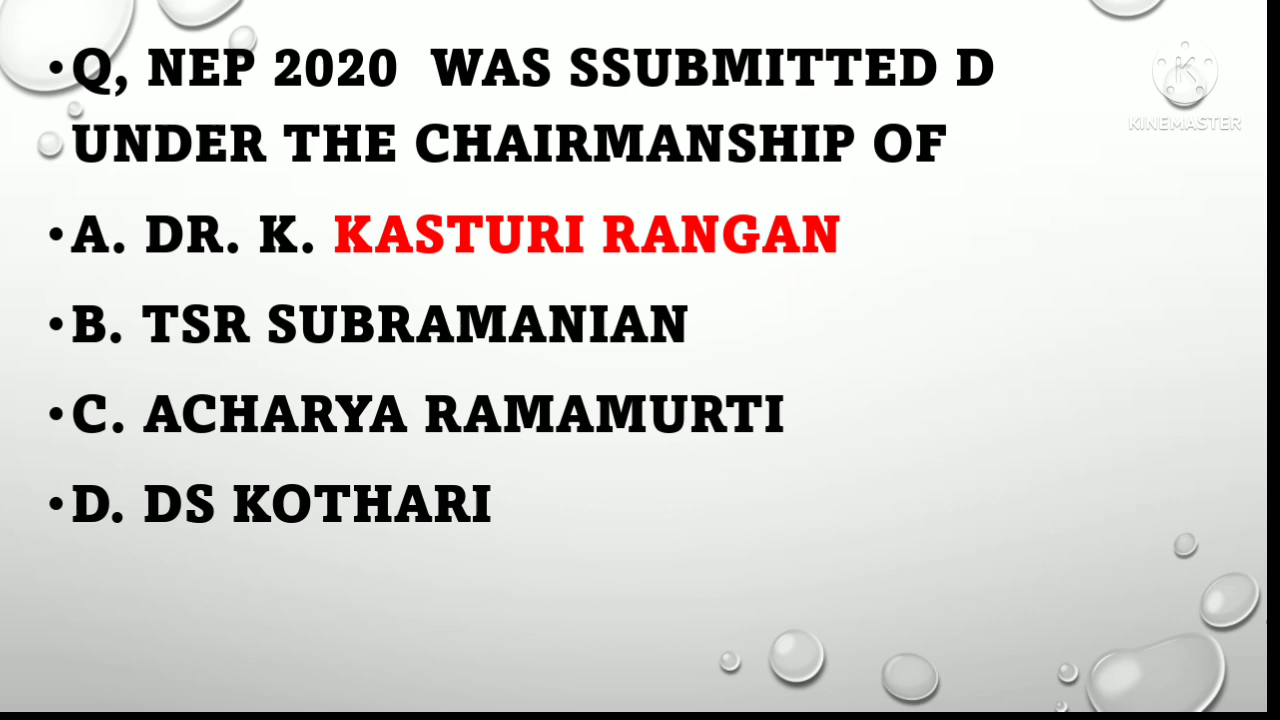 • Q, NEP 2020 WAS SSUBMITTED D
UNDER THE CHAIRMANSHIP OF
• A. DR. K. KASTURI RANGAN
• B. TSR SUBRAMANIAN
• C. ACHARYA RAMAMURTI
• D. DS KOTHARI
K
KINEMASTER